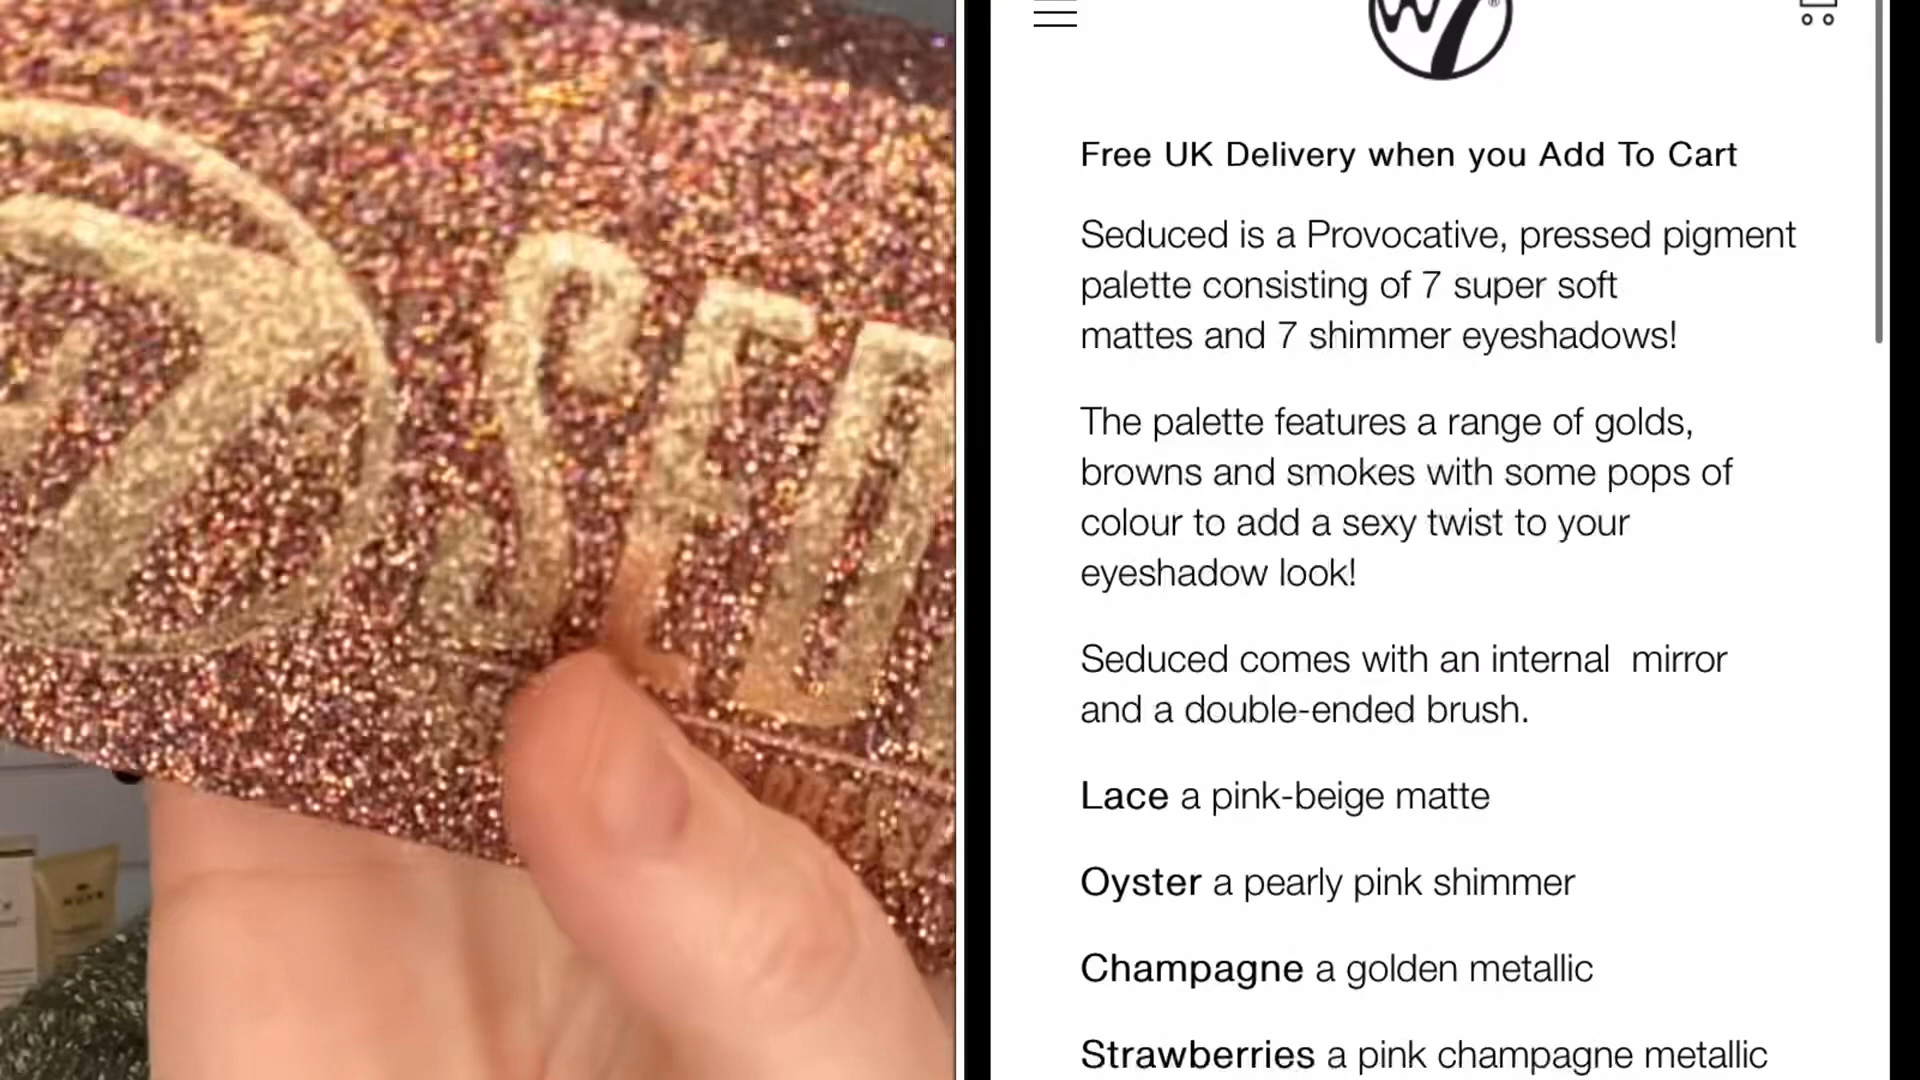 SED
W7
Free UK Delivery when you Add To Cart
Seduced is a Provocative, pressed pigment
palette consisting of 7 super soft
mattes and 7 shimmer eyeshadows!
The palette features a range of golds,
browns and smokes with some pops of
colour to add a sexy twist to your
eyeshadow look!
Seduced comes with an internal  mirror
and a double-ended brush.
Lace a pink-beige matte
Oyster a pearly pink shimmer
Champagne a golden metallic
Strawberries a pink champagne metallic